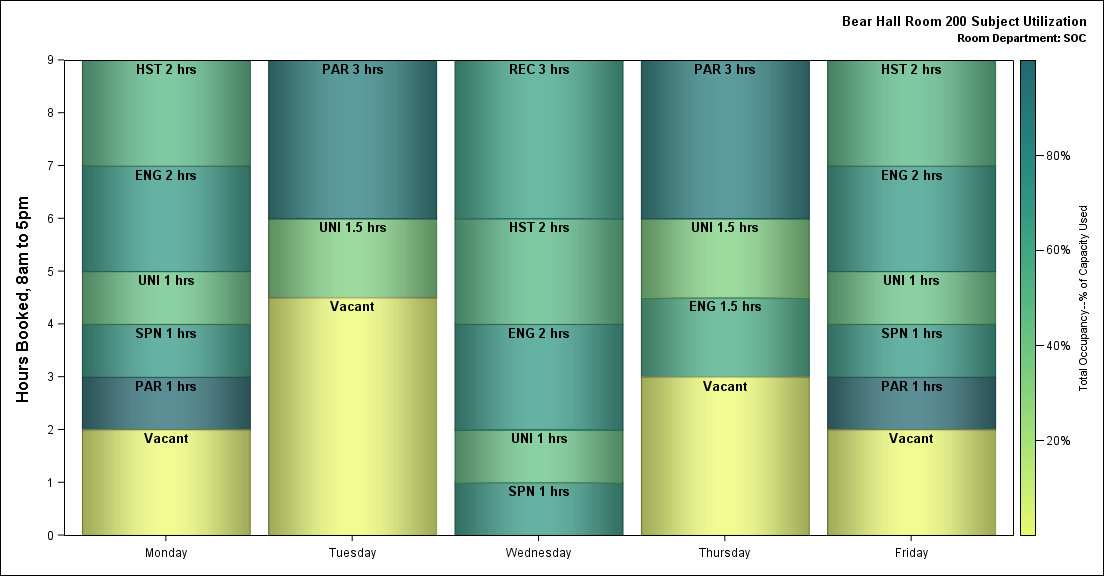 Bear Hall Room 200 Subject Utilization
Room Department: SOC
Hours Booked, 8am to 5pm
9
8
7
6
5
4
3
2
1
0
HST 2 hrs
ENG 2 hrs
UNI 1 hrs
SPN 1 hrs
PAR 1 hrs
Vacant
PAR 3 hrs
UNI 1.5 hrs
Vacant
REC 3 hrs
HST 2 hrs
ENG 2 hrs
UNI 1 hrs
SPN 1 hrs
PAR 3 hrs
UNI 1.5 hrs
ENG 1.5 hrs
Vacant
HST 2 hrs
ENG 2 hrs
UNI 1 hrs
SPN 1 hrs
PAR 1 hrs
Vacant
Monday
Tuesday
Wednesday
Thursday
Friday
80%
60%
40%
20%
Total Occupancy--% of Capacity Used